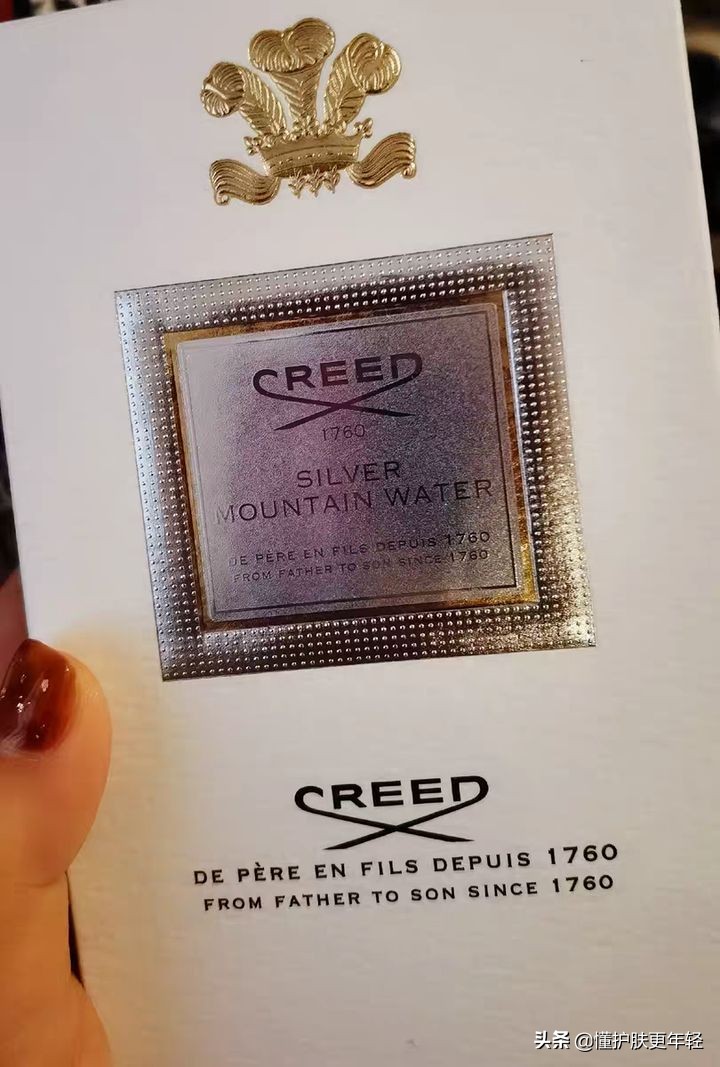 CREED
1760
SILVER
MOUNTAIN WATER
DE PÈRE EN FILS DEPUIS 1760
FROM FATHER TO SON SINCE 1760
CREED
DE PÈRE EN FILS DEPUIS 1760
FROM FATHER TO SON SINCE 1760
头条 @懂护肤更年轻